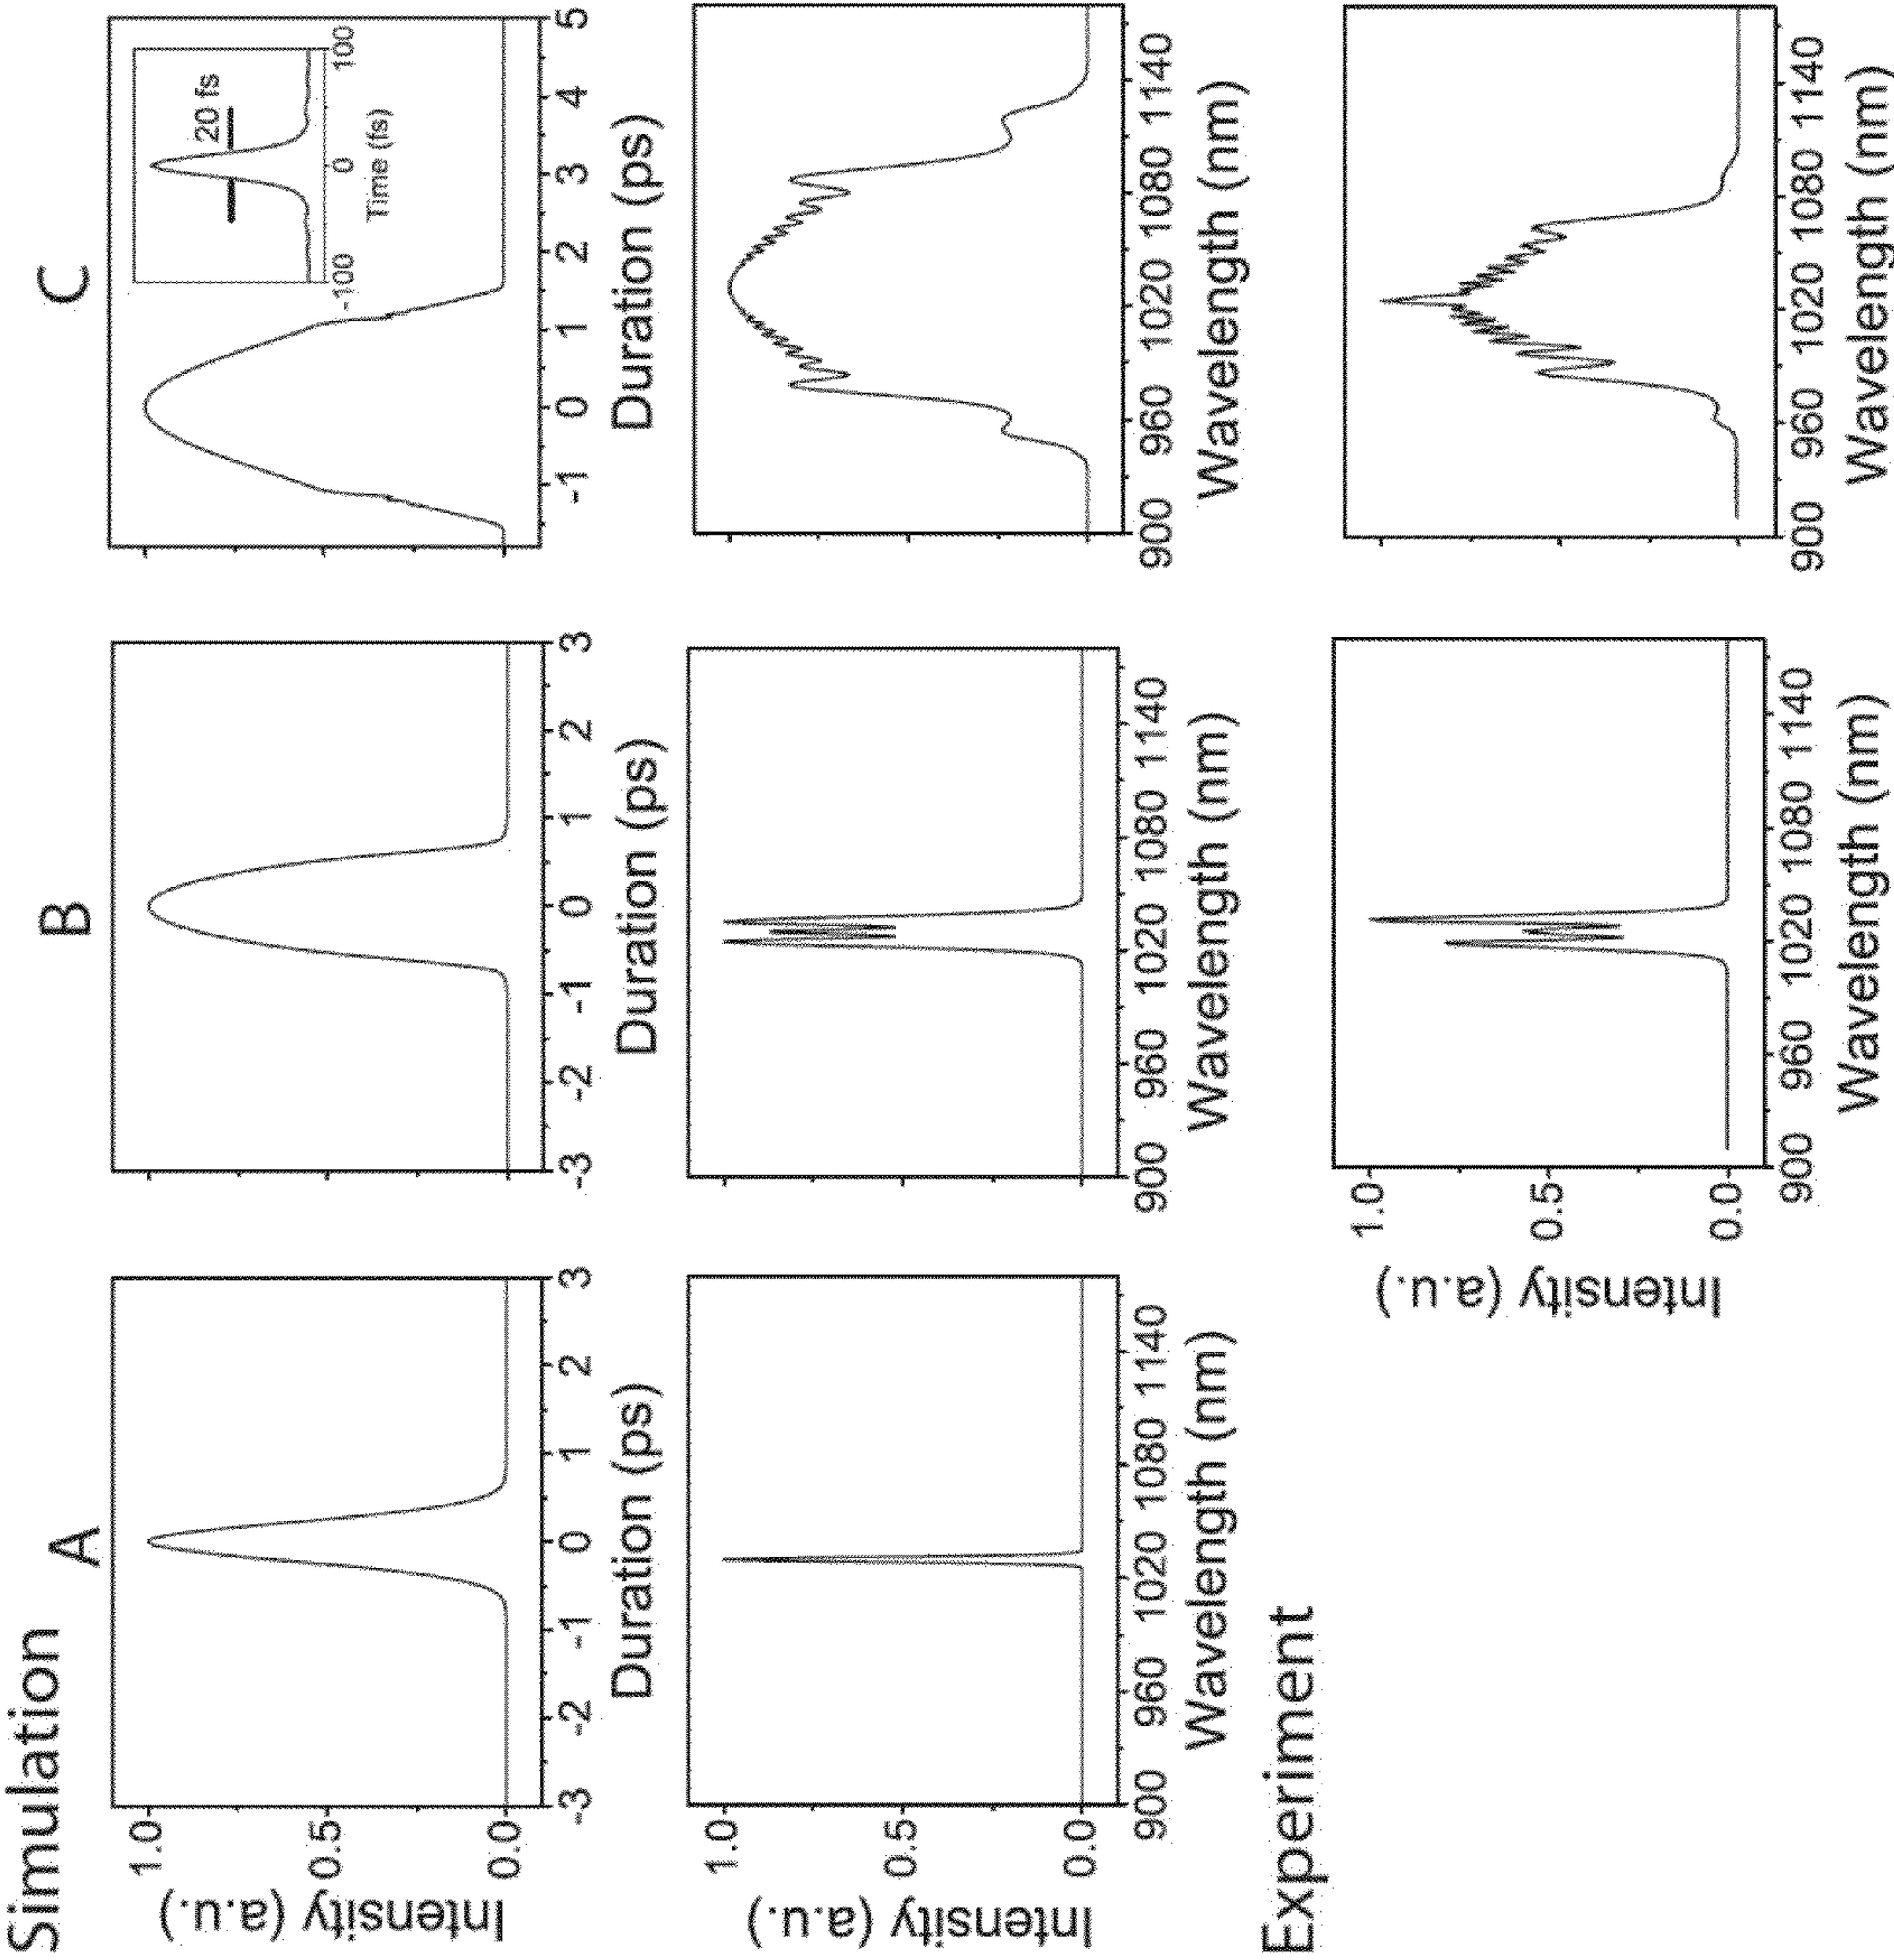 Simulation
A
B
C
Intensity (a.u.)
1.0
0.5
0.0
-3 -2 -1 0 1 2 3
Duration (ps)
-3 -2 -1 0 1 2 3
Duration (ps)
20 fs
-100 0 100
Time (fs)
-1 0 1 2 3 4 5
Duration (ps)
Intensity (a.u.)
1.0
0.5
0.0
900 960 1020 1080 1140
Wavelength (nm)
900 960 1020 1080 1140
Wavelength (nm)
900 960 1020 1080 1140
Wavelength (nm)
Experiment
Intensity (a.u.)
1.0
0.5
0.0
900 960 1020 1080 1140
Wavelength (nm)
900 960 1020 1080 1140
Wavelength (nm)